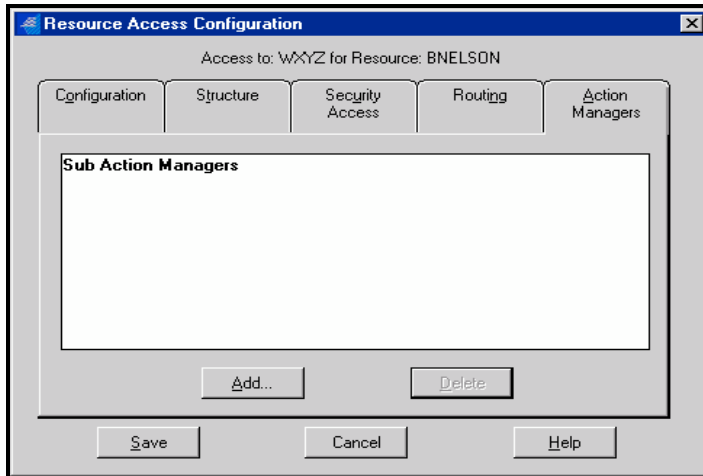 Resource Access Configuration
Access to: WXYZ for Resource: BNELSON
Configuration
Structure
Security
Access
Routing
Action
Managers
Sub Action Managers
Add...
Delete
Save
Cancel
Help